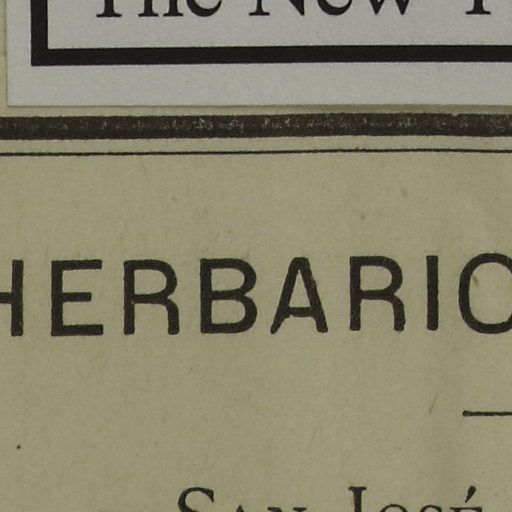 The New
HERBARIO
San José